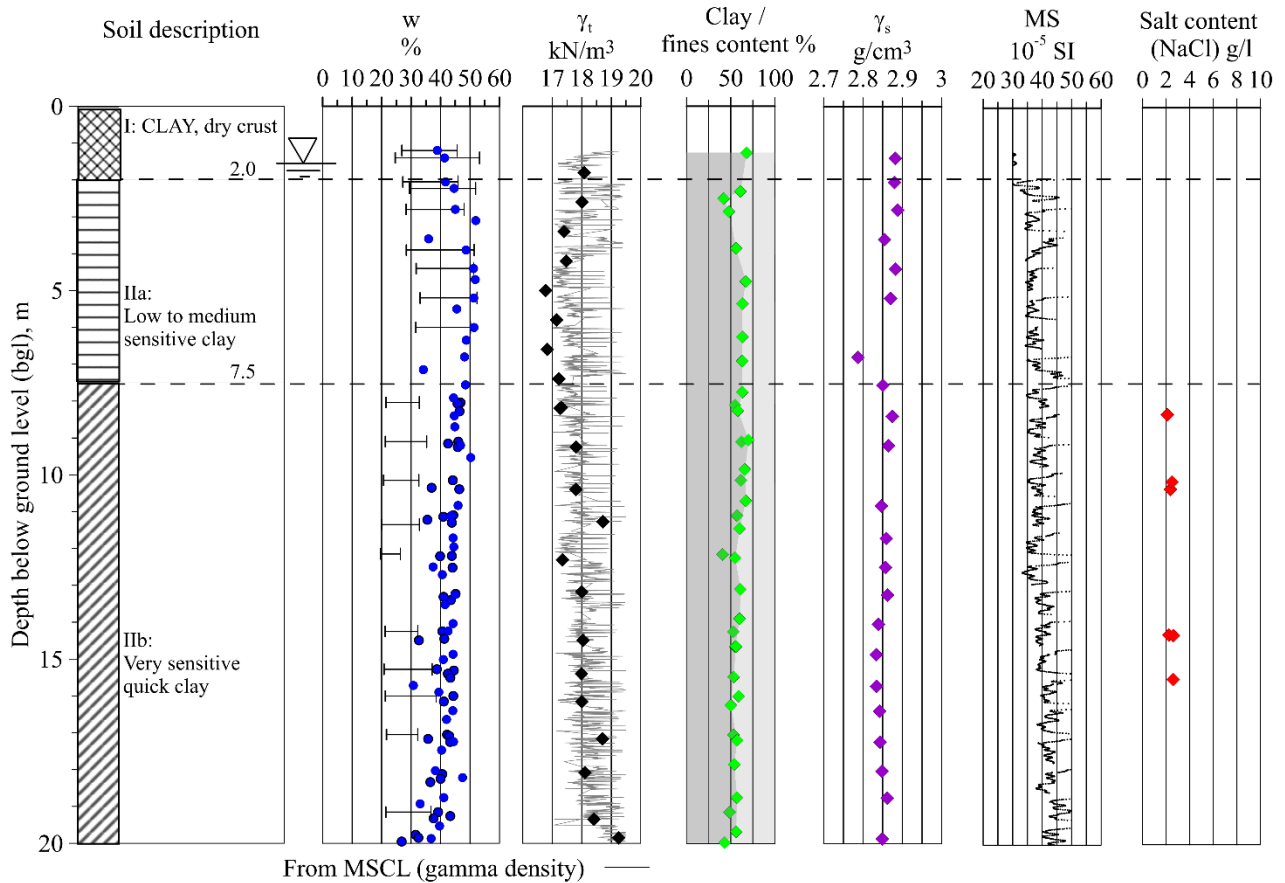 Soil description
w
%
γt
kN/m³
Clay /
fines content %
γs
g/cm³
MS
10⁻⁵ SI
Salt content
(NaCl) g/l
0 10 20 30 40 50 60
17 18 19 20
0 50 100
2.7 2.8 2.9 3
20 30 40 50 60
0 2 4 6 8 10
Depth below ground level (bgl), m
0
5
10
15
20
I: CLAY, dry crust
2.0
IIa:
Low to medium
sensitive clay
7.5
IIb:
Very sensitive
quick clay
From MSCL (gamma density)